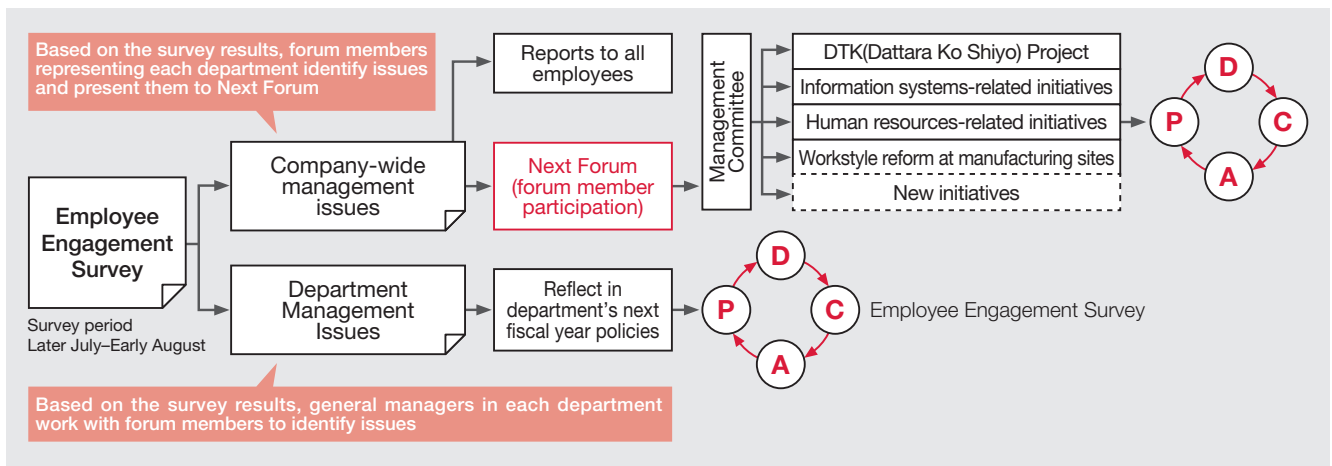 Based on the survey results, forum members
representing each department identify issues
and present them to Next Forum
Employee
Engagement
Survey
Survey period
Later July–Early August
Company-wide
management
issues
Reports to all
employees
Next Forum
(forum member
participation)
Management
Committee
DTK(Dattara Ko Shiyo) Project
Information systems-related initiatives
Human resources-related initiatives
Workstyle reform at manufacturing sites
New initiatives
D
P
C
A
Department
Management
Issues
Reflect in
department’s next
fiscal year policies
D
P
C
A
Employee Engagement Survey
Based on the survey results, general managers in each department
work with forum members to identify issues